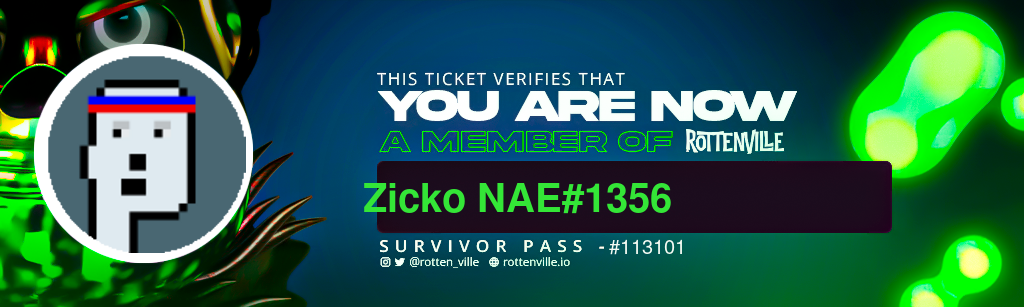 THIS TICKET VERIFIES THAT
YOU ARE NOW
A MEMBER OF ROTTENVILLE
Zicko NAE#1356
SURVIVOR PASS - #113101
@rotten_ville rottenville.io